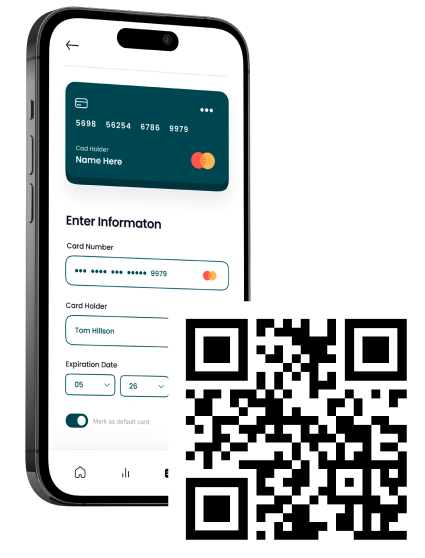 5698 56254 6786 9979
Cad Holder
Name Here
Enter Informaton
Card Number
••• •••• ••• ••••• 9979
Card Holder
Tom Hillson
Expiration Date
05 26
Mark as default card